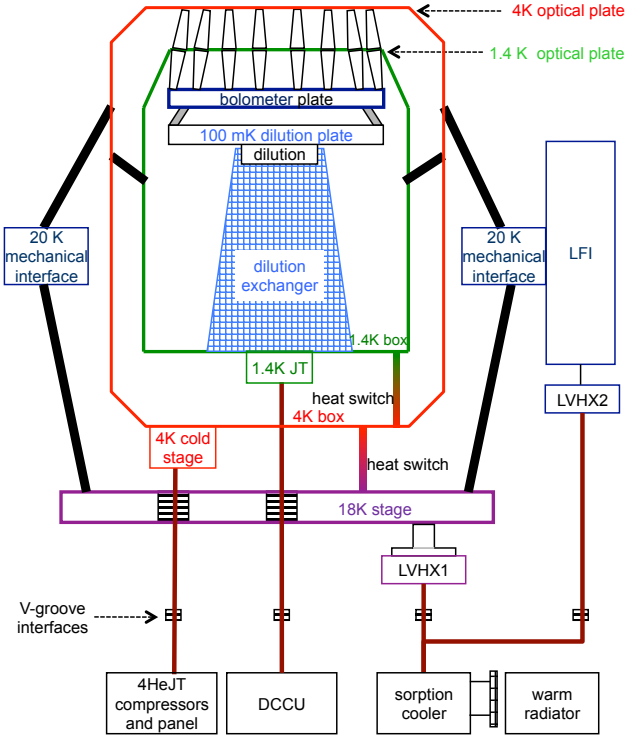 4K optical plate
1.4 K optical plate
bolometer plate
100 mK dilution plate
dilution
20 K
mechanical
interface
20 K
mechanical
interface
LFI
dilution
exchanger
1.4K box
1.4K JT
heat switch
LVHX2
4K box
4K cold
stage
heat switch
18K stage
LVHX1
V-groove
interfaces
4HeJT
compressors
and panel
DCCU
sorption
cooler
warm
radiator